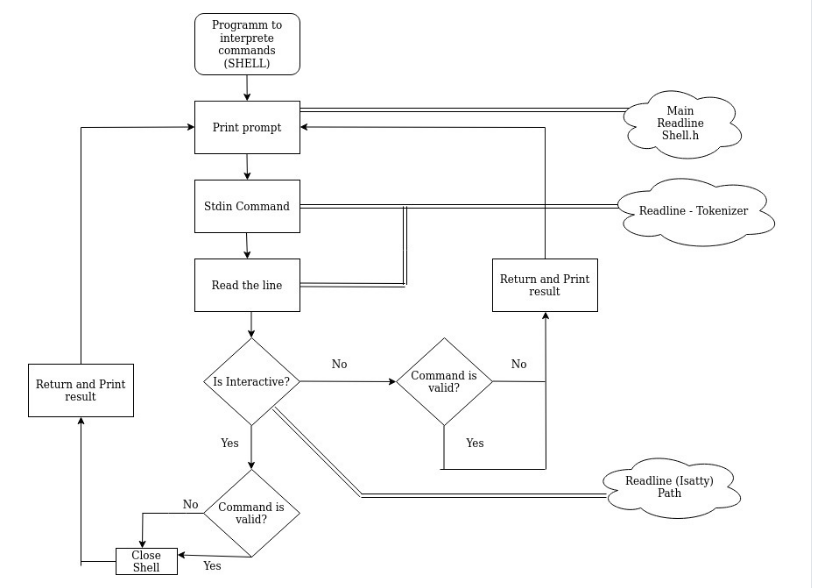 Programm to
interprete
commands
(SHELL)
Print prompt
Main
Readline
Shell.h
Stdin Command
Readline - Tokenizer
Read the line
Return and Print
result
Is Interactive?
No
Command is
valid?
No
Return and Print
result
Yes
Yes
Readline (Isatty)
Path
Command is
valid?
No
Close
Shell
Yes